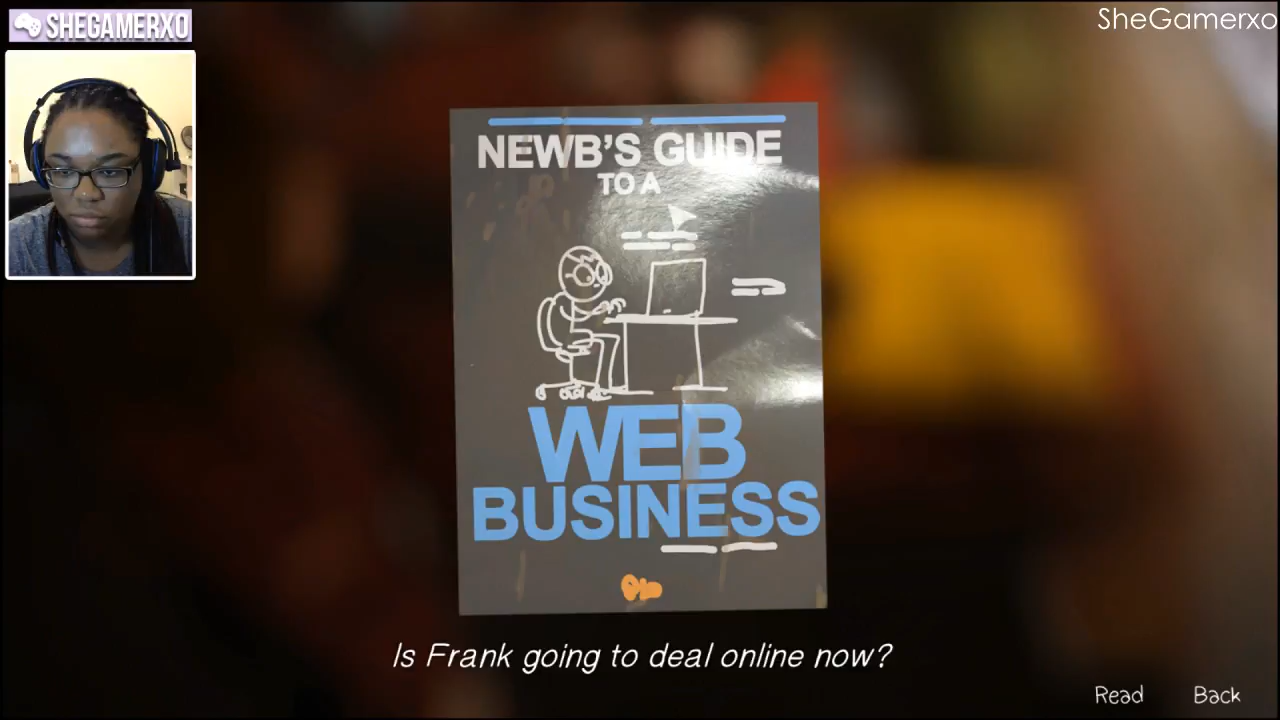 SHEGAMERXO
SheGamerxo
NEWB'S GUIDE
TO A
WEB
BUSINESS
Is Frank going to deal online now?
Read Back